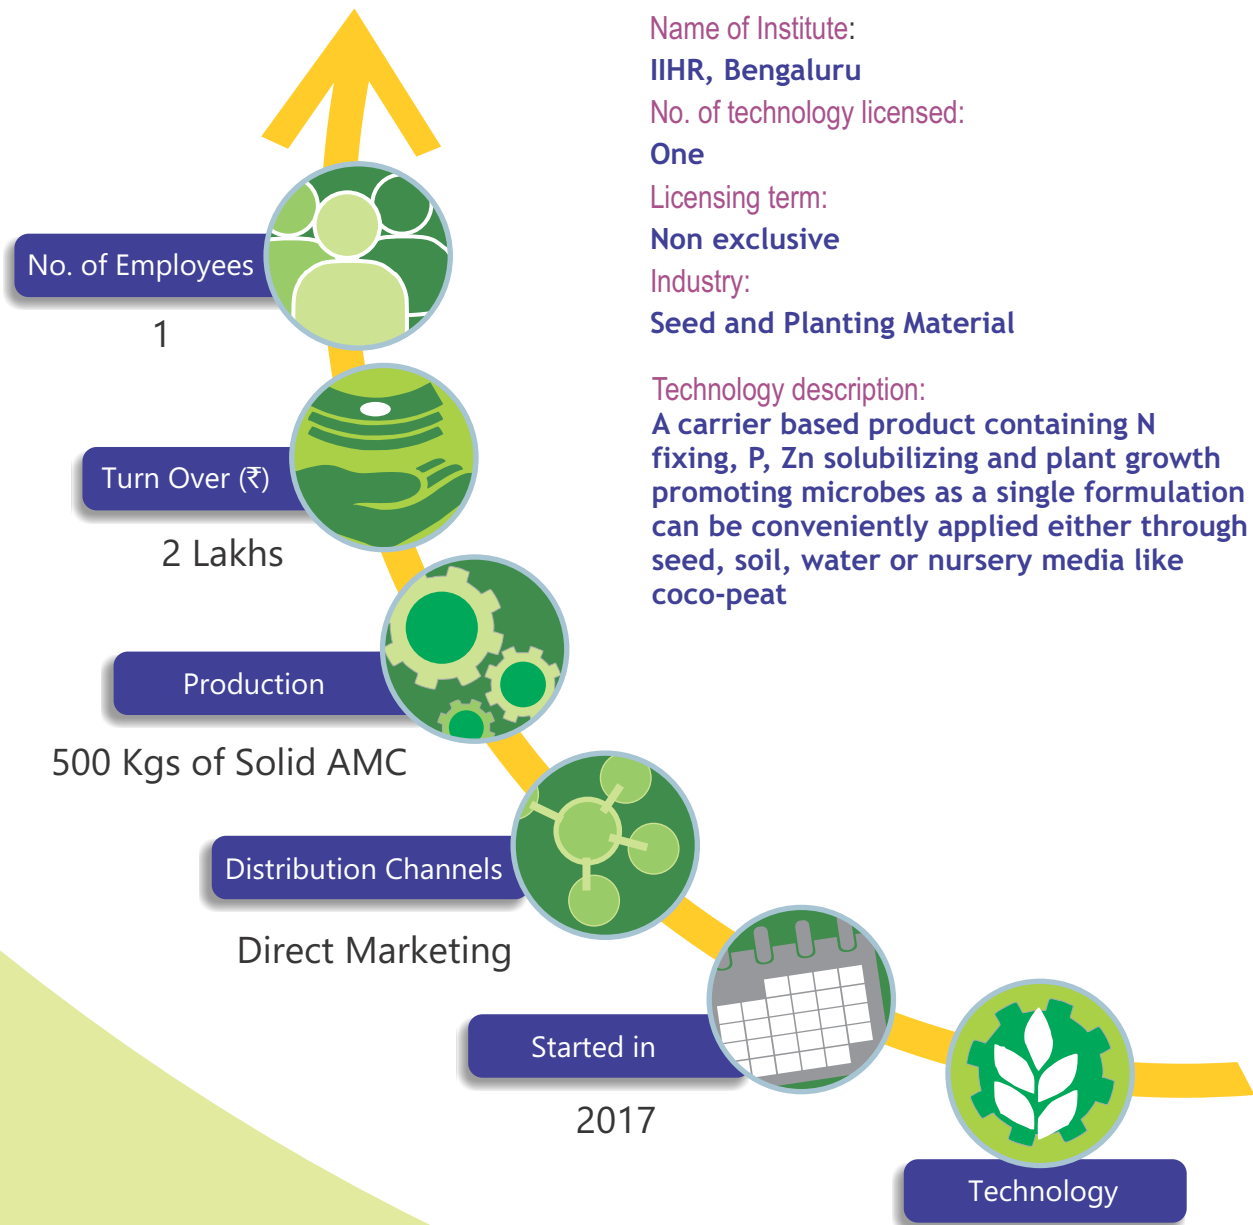 Name of Institute:
IIHR, Bengaluru
No. of technology licensed:
One
Licensing term:
Non exclusive
Industry:
Seed and Planting Material
Technology description:
A carrier based product containing N
fixing, P, Zn solubilizing and plant growth
promoting microbes as a single formulation
can be conveniently applied either through
seed, soil, water or nursery media like
coco-peat
No. of Employees
1
Turn Over (₹)
2 Lakhs
Production
500 Kgs of Solid AMC
Distribution Channels
Direct Marketing
Started in
2017
Technology